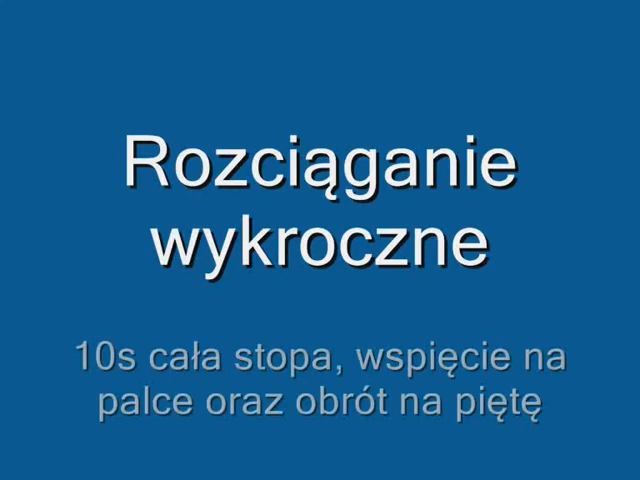 Rozciąganie
wykroczne
10s cała stopa, wspięcie na
palce oraz obrót na piętę